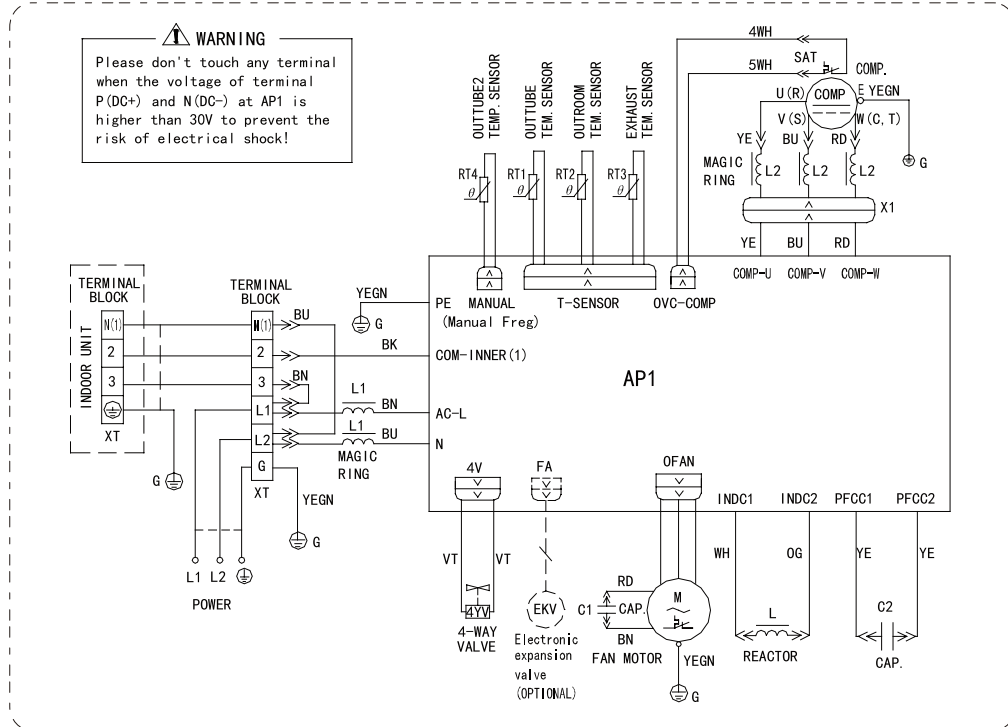 WARNING
Please don't touch any terminal
when the voltage of terminal
P(DC+) and N(DC-) at AP1 is
higher than 30V to prevent the
risk of electrical shock!
OUTTUBE2
TEMP. SENSOR
OUTTUBE
TEM. SENSOR
OUTROOM
TEM. SENSOR
EXHAUST
TEM. SENSOR
RT4
θ
RT1
θ
RT2
θ
RT3
θ
4WH
5WH
SAT
COMP.
U(R)
COMP
E YEGN
V(S)
W(C, T)
YE
BU
RD
G
MAGIC
RING
L2
L2
L2
X1
YE
BU
RD
COMP-U
COMP-V
COMP-W
PE
MANUAL
(Manual Freg)
T-SENSOR
OVC-COMP
YEGN
G
TERMINAL
BLOCK
TERMINAL
BLOCK
INDOOR UNIT
N(1)
2
3
XT
N(1)
2
3
L1
L2
G
XT
BU
BK
COM-INNER(1)
BN
L1
BN
AC-L
L1
BU
N
MAGIC
RING
G
YEGN
G
L1
L2
POWER
AP1
4V
FA
OFAN
INDC1
INDC2
PFCC1
PFCC2
VT
VT
4YV
4-WAY
VALVE
EKV
Electronic
expansion
valve
(OPTIONAL)
RD
C1
CAP.
BN
M
~
FAN MOTOR
YEGN
G
WH
OG
L
REACTOR
YE
YE
C2
CAP.